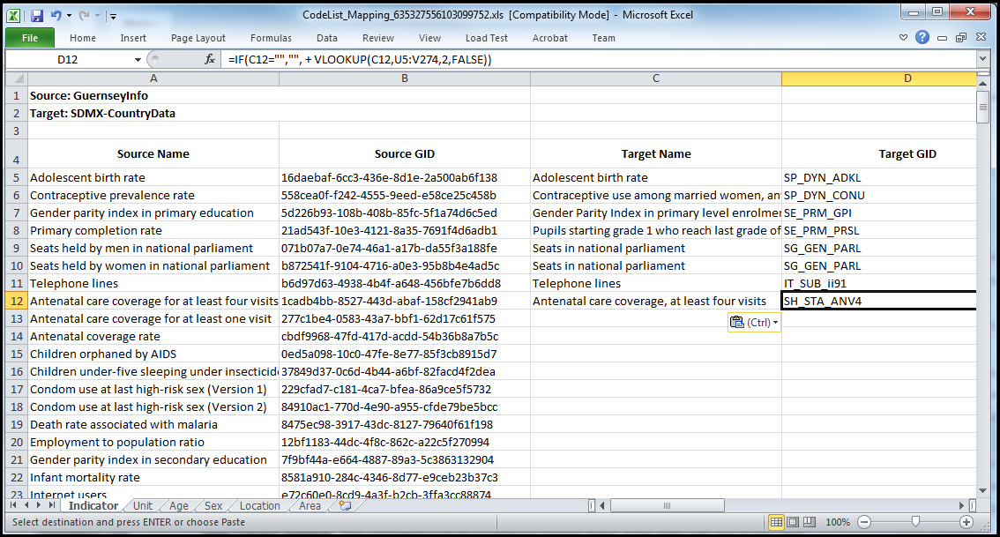 CodeList_Mapping_635327556103099752.xls [Compatibility Mode] - Microsoft Excel
File Home Insert Page Layout Formulas Data Review View Load Test Acrobat Team
D12 fx =IF(C12="","", + VLOOKUP(C12,U5:V274,2,FALSE))
A B C D
1 Source: GuernseyInfo
2 Target: SDMX-CountryData
3
4 Source Name Source GID Target Name Target GID
5 Adolescent birth rate 16daebaf-6cc3-436e-8d1e-2a500ab6f138 Adolescent birth rate SP_DYN_ADKL
6 Contraceptive prevalence rate 558cea0f-f242-4555-9eed-e58ce25c458b Contraceptive use among married women, an SP_DYN_CONU
7 Gender parity index in primary education 5d226b93-108b-408b-85fc-5f1a74d6c5ed Gender Parity Index in primary level enrolmen SE_PRM_GPI
8 Primary completion rate 21ad543f-10e3-4121-8a35-7691f4d6adb1 Pupils starting grade 1 who reach last grade of SE_PRM_PRSL
9 Seats held by men in national parliament 071b07a7-0e74-46a1-a17b-da55f3a188fe Seats in national parliament SG_GEN_PARL
10 Seats held by women in national parliament b872541f-9104-4716-a0e3-95b8b4e4ad5c Seats in national parliament SG_GEN_PARL
11 Telephone lines b6d97d63-4938-4b4f-a648-456bfe7b6dd8 Telephone lines IT_SUB_ii91
12 Antenatal care coverage for at least four visits 1cadb4bb-8527-443d-abaf-158cf2941ab9 Antenatal care coverage, at least four visits SH_STA_ANV4
13 Antenatal care coverage for at least one visit 277c1be4-0583-43a7-bbf1-62d17c61f575 (Ctrl)
14 Antenatal coverage rate cbdf9968-47fd-417d-acdd-54b36b8a7b5c
15 Children orphaned by AIDS 0ed5a098-10c0-47fe-8e77-85f3cb8915d7
16 Children under-five sleeping under insecticid 37849d37-0c6d-4b44-a6bf-82facd4f2dea
17 Condom use at last high-risk sex (Version 1) 229cfad7-c181-4ca7-bfea-86a9ce5f5732
18 Condom use at last high-risk sex (Version 2) 84910ac1-770d-4e90-a955-cfde79be5bcc
19 Death rate associated with malaria 8475ec98-3917-43dc-8127-79640f61f198
20 Employment to population ratio 12bf1183-44dc-4f8c-862c-a22c5f270994
21 Gender parity index in secondary education 7f9bf44a-e664-4887-89a3-5c3863132904
22 Infant mortality rate 8581a910-284c-4346-8d77-e9ceb23b37c3
23 Internet users e72c60e0-8cd9-4a3f-b2cb-3ffa3cc88874
Indicator Unit Age Sex Location Area
Select destination and press ENTER or choose Paste 100%